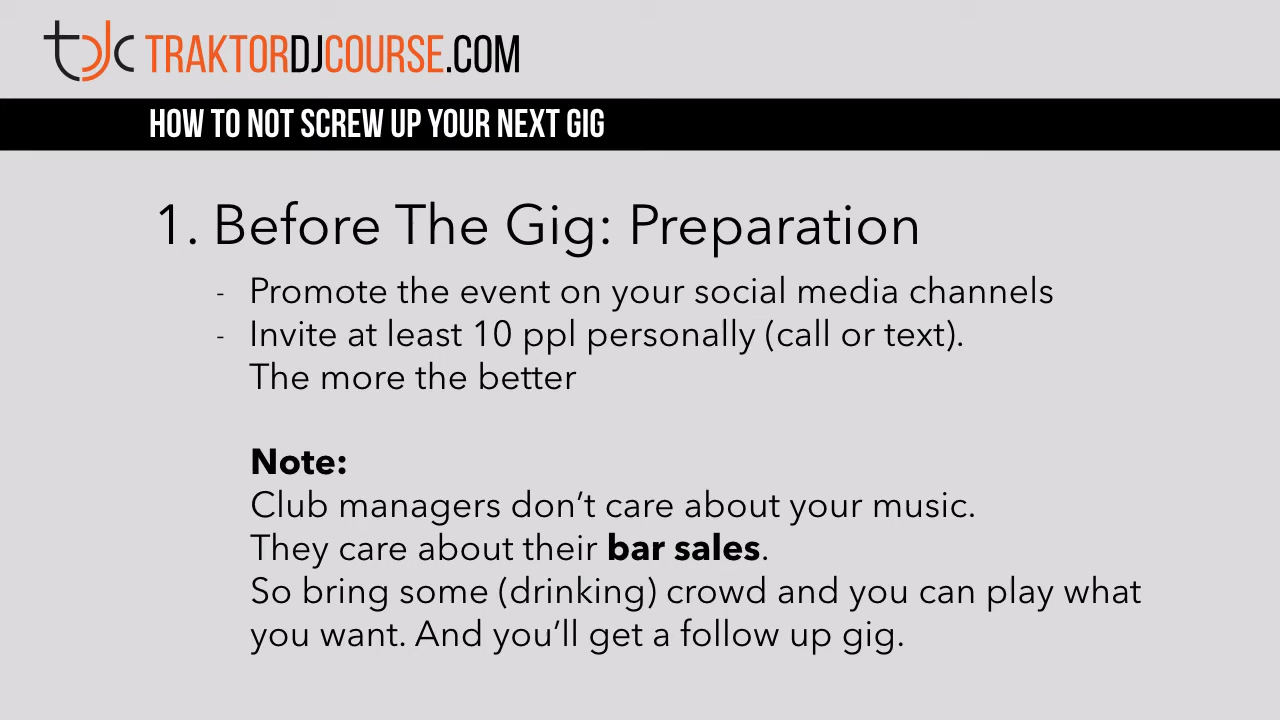 tdjc TRAKTORDJCOURSE.COM
HOW TO NOT SCREW UP YOUR NEXT GIG
1. Before The Gig: Preparation
- Promote the event on your social media channels
- Invite at least 10 ppl personally (call or text).
The more the better
Note:
Club managers don’t care about your music.
They care about their bar sales.
So bring some (drinking) crowd and you can play what
you want. And you’ll get a follow up gig.